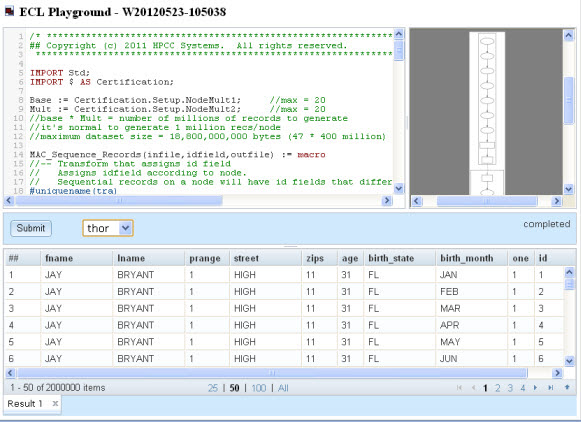 ECL Playground - W20120523-105038
1 /* ************************************************************
2 ## Copyright (c) 2011 HPCC Systems.  All rights reserved.
3 ************************************************************
4
5 IMPORT Std;
6 IMPORT $ AS Certification;
7
8 Base := Certification.Setup.NodeMult1;     //max = 20
9 Mult := Certification.Setup.NodeMult2;     //max = 20
10 //base * Mult = number of millions of records to generate
11 //it's normal to generate 1 million recs/node
12 //maximum dataset size = 18,800,000,000 bytes (47 * 400 million)
13
14 MAC_Sequence_Records(infile,idfield,outfile) := macro
15 //-- Transform that assigns id field
16 //   Assigns idfield according to node.
17 //   Sequential records on a node will have id fields that differ
18 #uniquename(tra)
Submit thor completed
## fname lname prange street zips age birth_state birth_month one id
1 JAY BRYANT 1 HIGH 11 31 FL JAN 1 1
2 JAY BRYANT 1 HIGH 11 31 FL FEB 1 2
3 JAY BRYANT 1 HIGH 11 31 FL MAR 1 3
4 JAY BRYANT 1 HIGH 11 31 FL APR 1 4
5 JAY BRYANT 1 HIGH 11 31 FL MAY 1 5
6 JAY BRYANT 1 HIGH 11 31 FL JUN 1 6
1 - 50 of 2000000 items 25 | 50 | 100 | All 1 2 3 4
Result 1 x